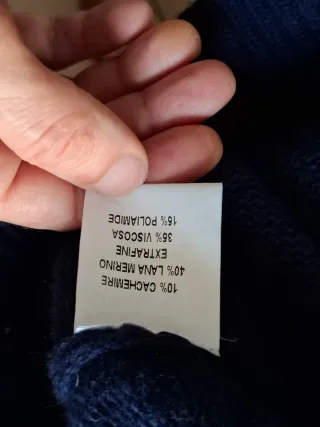 10% CACHEMIRE
40% LANA MERINO
EXTRAFINE
35% VISCOSA
15% POLIAMIDE